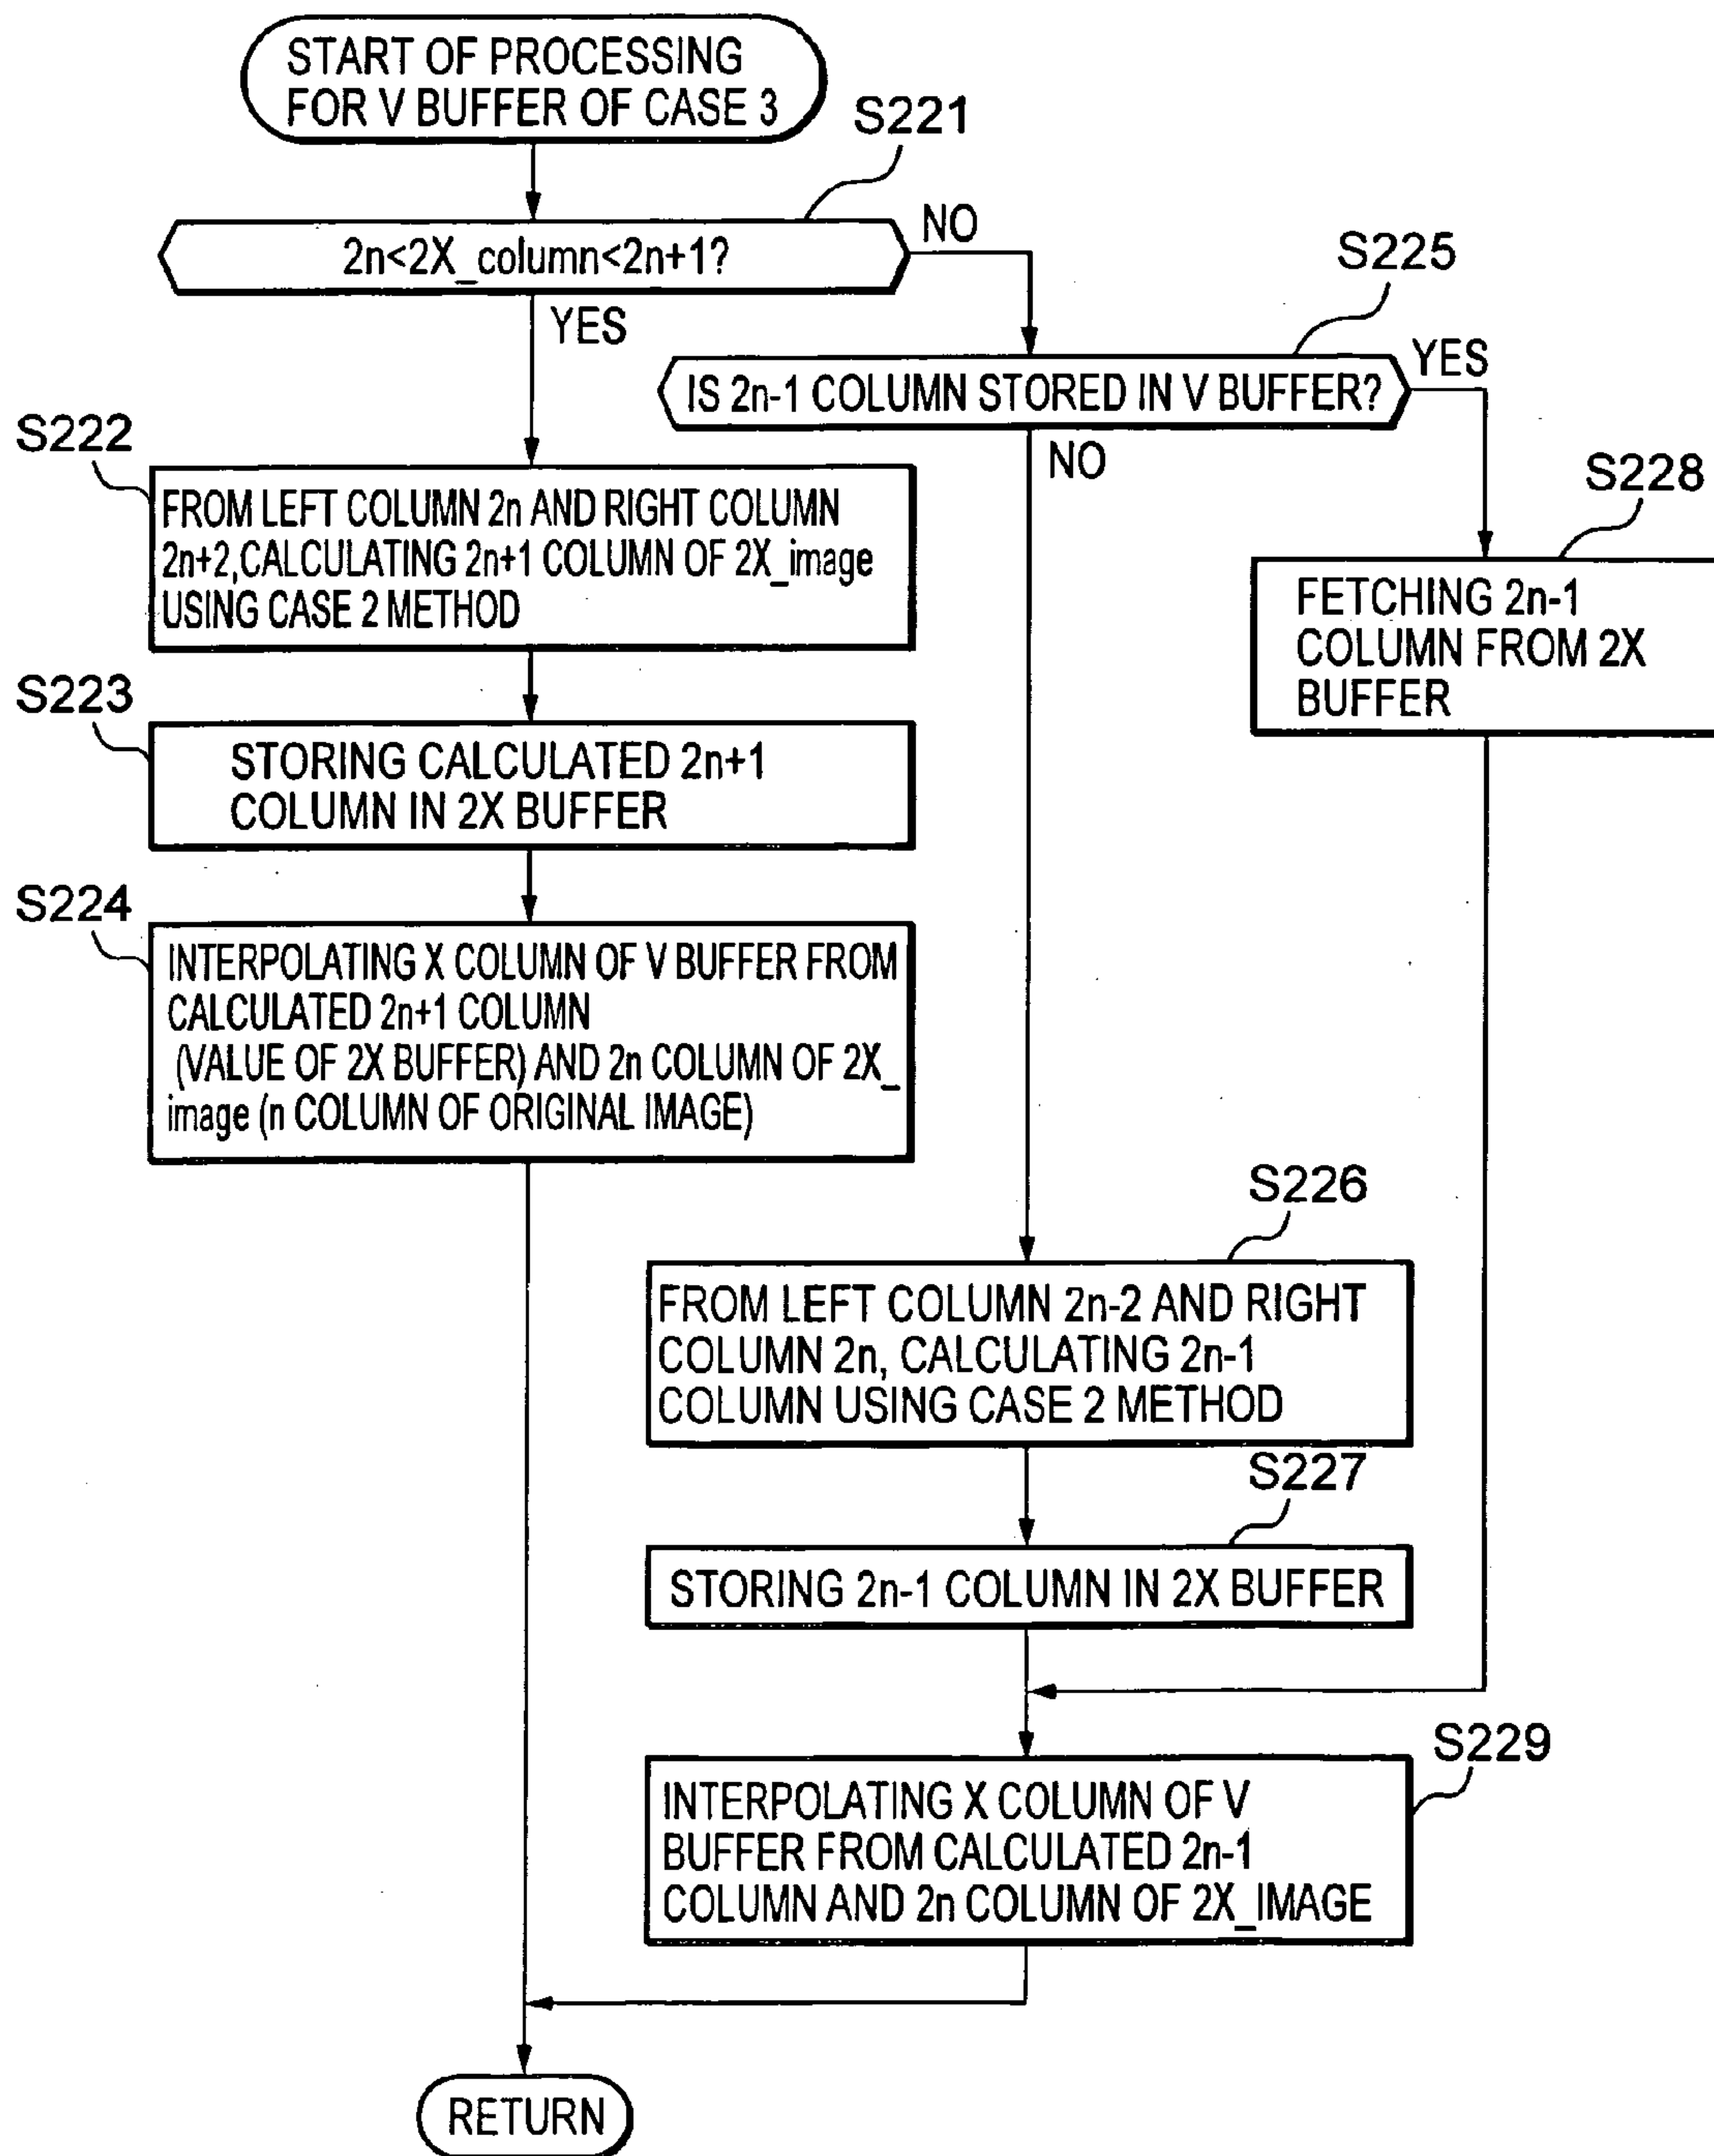 START OF PROCESSING
FOR V BUFFER OF CASE 3
S221
2n<2X_column<2n+1?
NO
YES
S225
IS 2n-1 COLUMN STORED IN V BUFFER?
YES
NO
S222
FROM LEFT COLUMN 2n AND RIGHT COLUMN
2n+2,CALCULATING 2n+1 COLUMN OF 2X_image
USING CASE 2 METHOD
S228
FETCHING 2n-1
COLUMN FROM 2X
BUFFER
S223
STORING CALCULATED 2n+1
COLUMN IN 2X BUFFER
S224
INTERPOLATING X COLUMN OF V BUFFER FROM
CALCULATED 2n+1 COLUMN
(VALUE OF 2X BUFFER) AND 2n COLUMN OF 2X_
image (n COLUMN OF ORIGINAL IMAGE)
S226
FROM LEFT COLUMN 2n-2 AND RIGHT
COLUMN 2n, CALCULATING 2n-1
COLUMN USING CASE 2 METHOD
S227
STORING 2n-1 COLUMN IN 2X BUFFER
S229
INTERPOLATING X COLUMN OF V
BUFFER FROM CALCULATED 2n-1
COLUMN AND 2n COLUMN OF 2X_IMAGE
RETURN